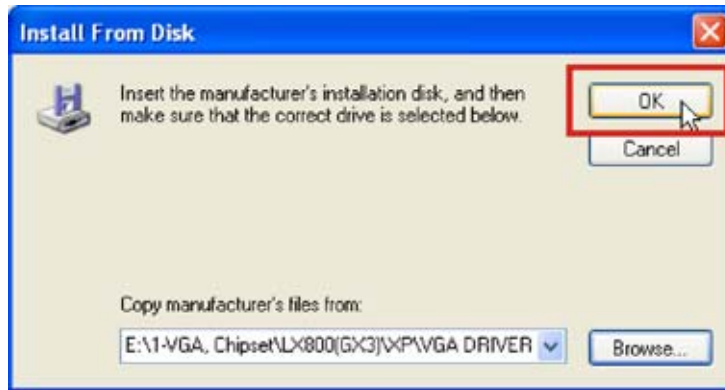 Install From Disk
Insert the manufacturer's installation disk, and then
make sure that the correct drive is selected below.
OK
Cancel
Copy manufacturer's files from:
E:\1-VGA, Chipset\LX800(GX3)\XP\VGA DRIVER
Browse...